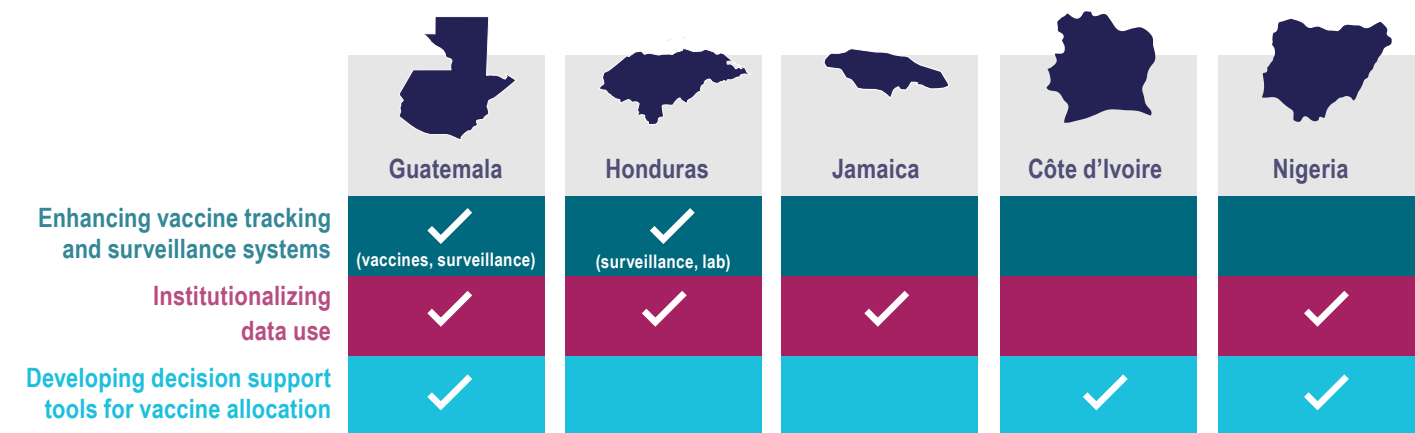 Guatemala
Honduras
Jamaica
Côte d’Ivoire
Nigeria
Enhancing vaccine tracking
and surveillance systems
(vaccines, surveillance)
(surveillance, lab)
Institutionalizing
data use
Developing decision support
tools for vaccine allocation